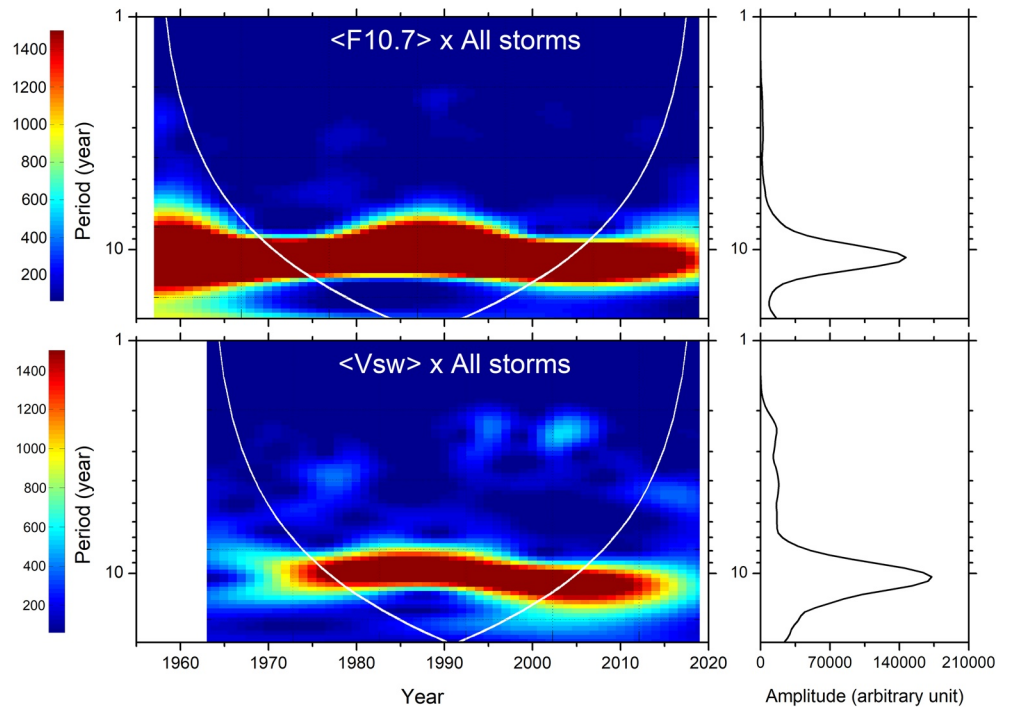 <F10.7> x All storms
1400
1200
1000
800
600
400
200
Period (year)
1
10
1
10
<Vsw> x All storms
1400
1200
1000
800
600
400
200
Period (year)
1
10
1
10
1960 1970 1980 1990 2000 2010 2020
0 70000 140000 210000
Year
Amplitude (arbitrary unit)